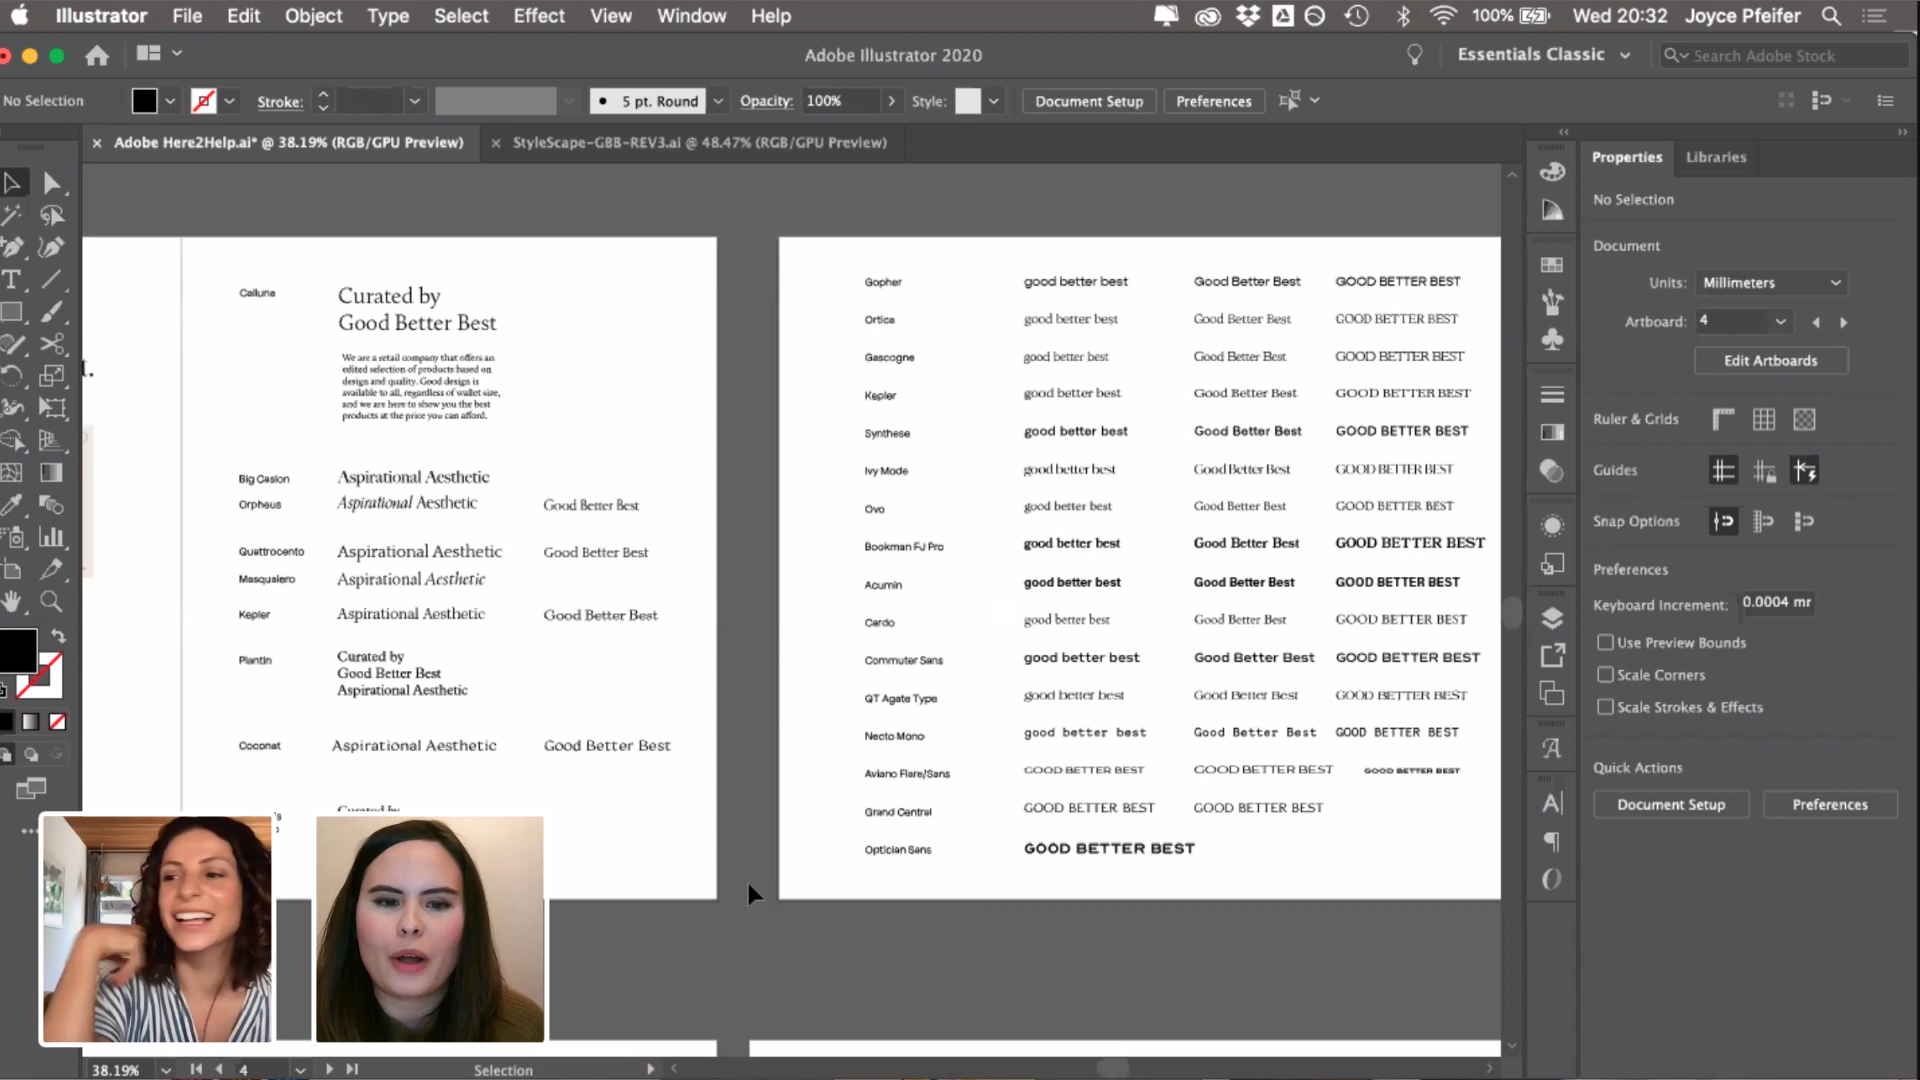 Illustrator File Edit Object Type Select Effect View Window Help 100% Wed 20:32 Joyce Pfeifer
Adobe Illustrator 2020 Essentials Classic Search Adobe Stock
No Selection Stroke: 5 pt. Round Opacity: 100% Style: Document Setup Preferences
Adobe Here2Help.ai* @ 38.19% (RGB/GPU Preview) StyleScape-GBB-REV3.ai @ 48.47% (RGB/GPU Preview)
Calluna
Curated by
Good Better Best
We are a retail company that offers an
edited selection of products based on
design and quality. Good design is
available to all, regardless of wallet size,
and we are here to show you the best
products at the price you can afford.
Big Caslon Aspirational Aesthetic
Orpheus Aspirational Aesthetic Good Better Best
Quattrocento Aspirational Aesthetic Good Better Best
Masqualero Aspirational Aesthetic
Kepler Aspirational Aesthetic Good Better Best
Plantin Curated by
Good Better Best
Aspirational Aesthetic
Coconat Aspirational Aesthetic Good Better Best
Curated by
Gopher good better best Good Better Best GOOD BETTER BEST
Ortica good better best Good Better Best GOOD BETTER BEST
Gascogne good better best Good Better Best GOOD BETTER BEST
Kepler good better best Good Better Best GOOD BETTER BEST
Synthese good better best Good Better Best GOOD BETTER BEST
Ivy Mode good better best Good Better Best GOOD BETTER BEST
Ovo good better best Good Better Best GOOD BETTER BEST
Bookman FJ Pro good better best Good Better Best GOOD BETTER BEST
Acumin good better best Good Better Best GOOD BETTER BEST
Cardo good better best Good Better Best GOOD BETTER BEST
Commuter Sans good better best Good Better Best GOOD BETTER BEST
QT Agate Type good better best Good Better Best GOOD BETTER BEST
Necto Mono good better best Good Better Best GOOD BETTER BEST
Aviano Flare/Sans GOOD BETTER BEST GOOD BETTER BEST GOOD BETTER BEST
Grand Central GOOD BETTER BEST GOOD BETTER BEST
Optician Sans GOOD BETTER BEST
Properties Libraries
No Selection
Document
Units: Millimeters
Artboard: 4
Edit Artboards
Ruler & Grids
Guides
Snap Options
Preferences
Keyboard Increment: 0.0004 mr
Use Preview Bounds
Scale Corners
Scale Strokes & Effects
Quick Actions
Document Setup Preferences
38.19% 4 Selection